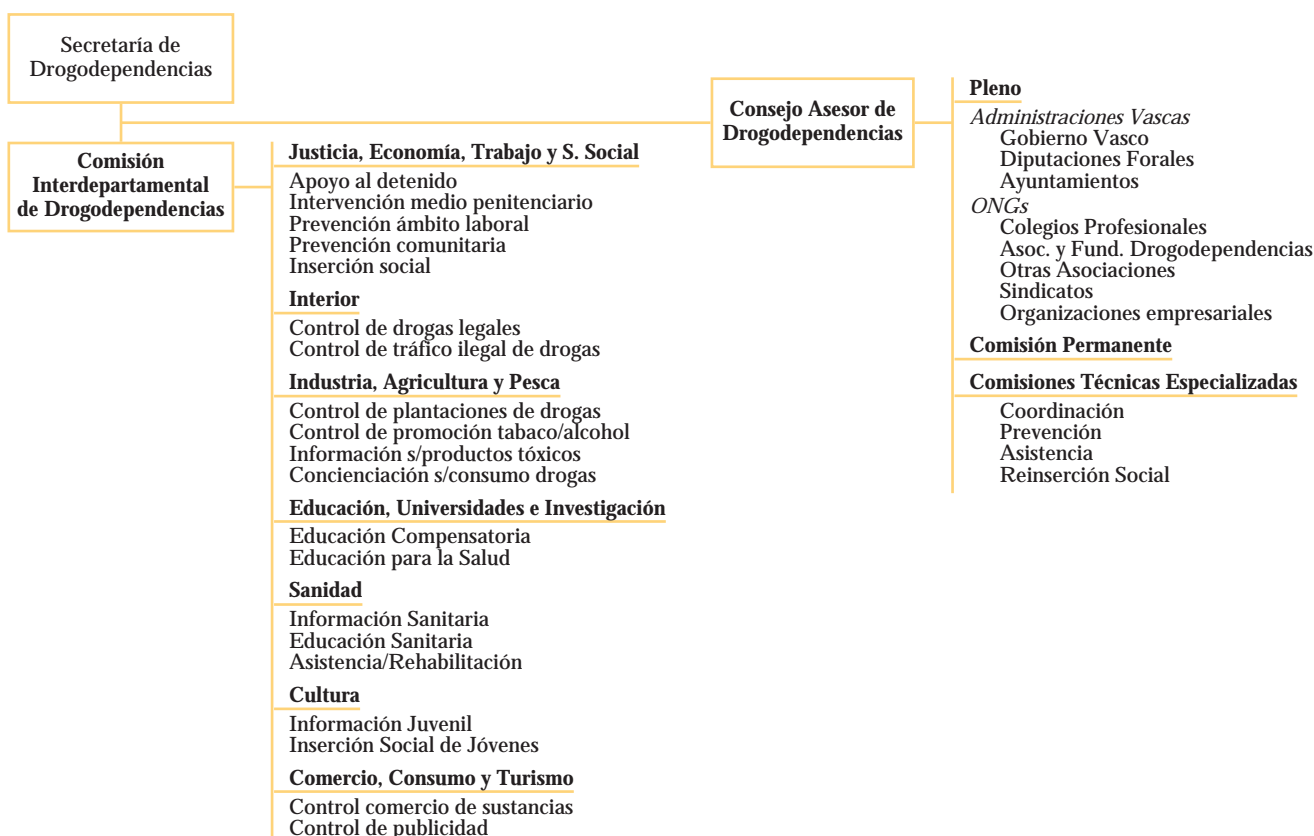 Secretaría de
Drogodependencias
Comisión
Interdepartamental
de Drogodependencias
Justicia, Economía, Trabajo y S. Social
Apoyo al detenido
Intervención medio penitenciario
Prevención ámbito laboral
Prevención comunitaria
Inserción social
Interior
Control de drogas legales
Control de tráfico ilegal de drogas
Industria, Agricultura y Pesca
Control de plantaciones de drogas
Control de promoción tabaco/alcohol
Información s/productos tóxicos
Concienciación s/consumo drogas
Educación, Universidades e Investigación
Educación Compensatoria
Educación para la Salud
Sanidad
Información Sanitaria
Educación Sanitaria
Asistencia/Rehabilitación
Cultura
Información Juvenil
Inserción Social de Jóvenes
Comercio, Consumo y Turismo
Control comercio de sustancias
Control de publicidad
Consejo Asesor de
Drogodependencias
Pleno
Administraciones Vascas
Gobierno Vasco
Diputaciones Forales
Ayuntamientos
ONGs
Colegios Profesionales
Asoc. y Fund. Drogodependencias
Otras Asociaciones
Sindicatos
Organizaciones empresariales
Comisión Permanente
Comisiones Técnicas Especializadas
Coordinación
Prevención
Asistencia
Reinserción Social